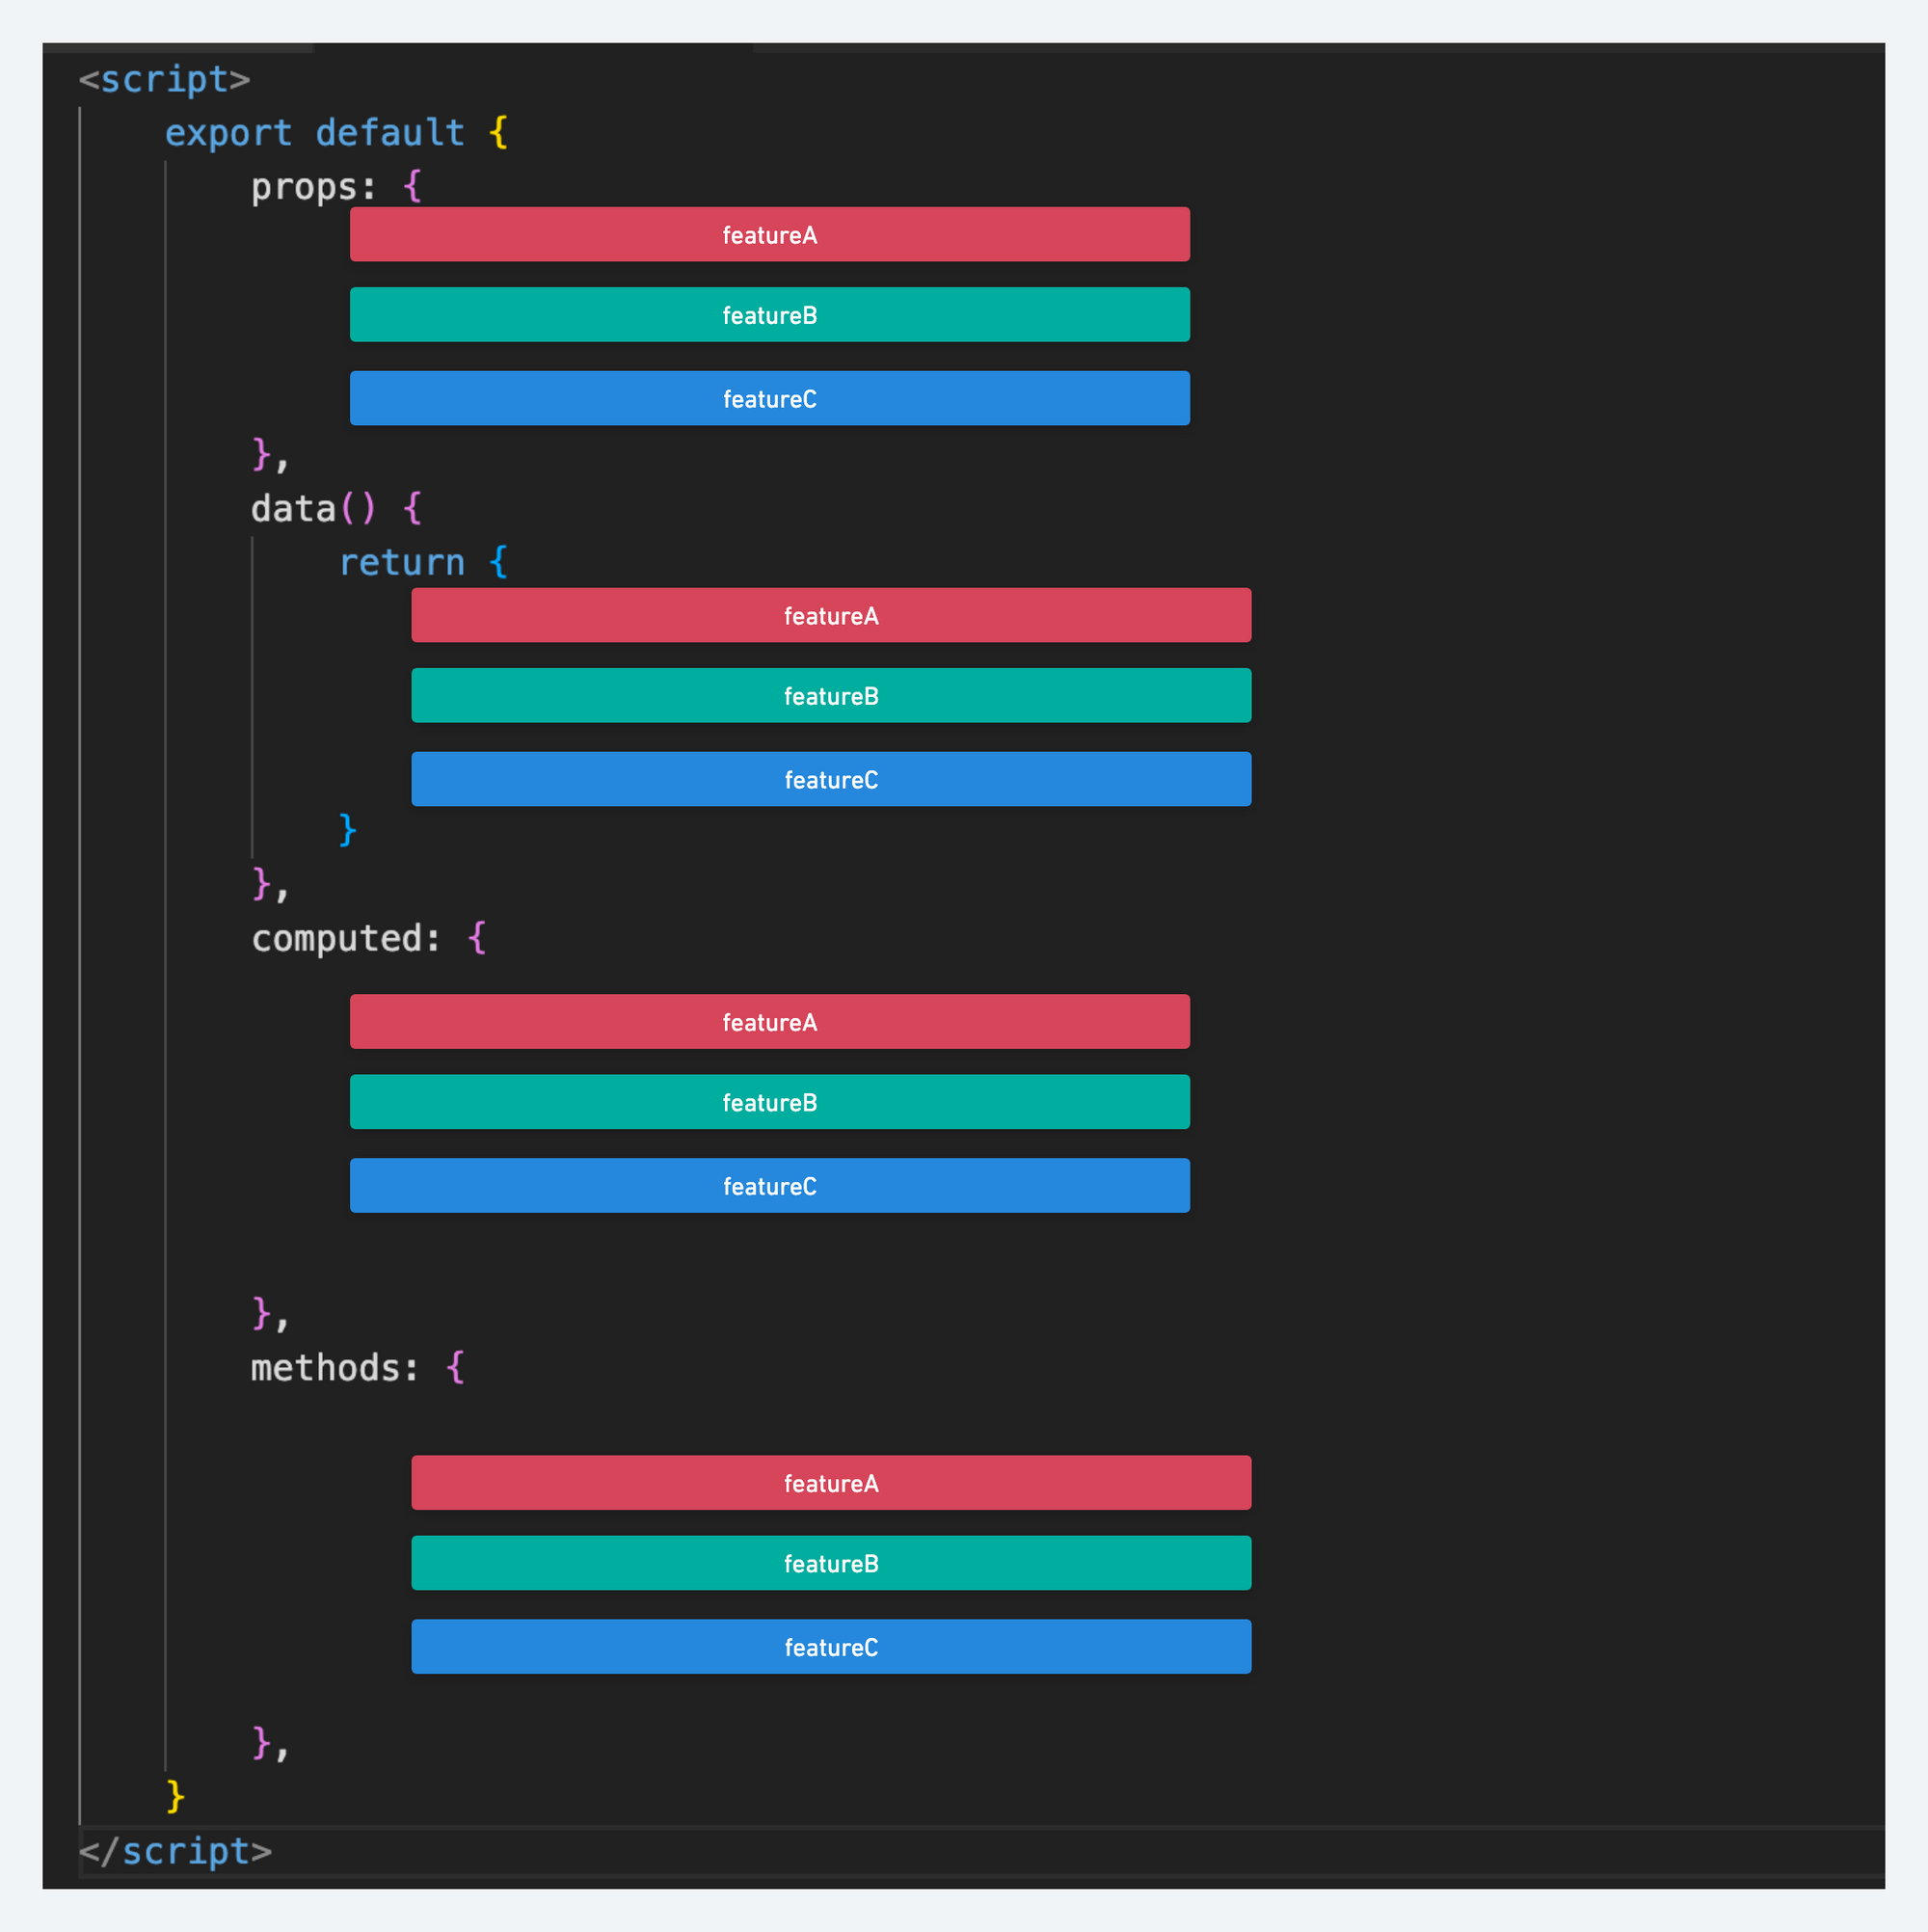 <script>
export default {
props: {
featureA
featureB
featureC
},
data() {
return {
featureA
featureB
featureC
}
},
computed: {
featureA
featureB
featureC
},
methods: {
featureA
featureB
featureC
},
}
</script>